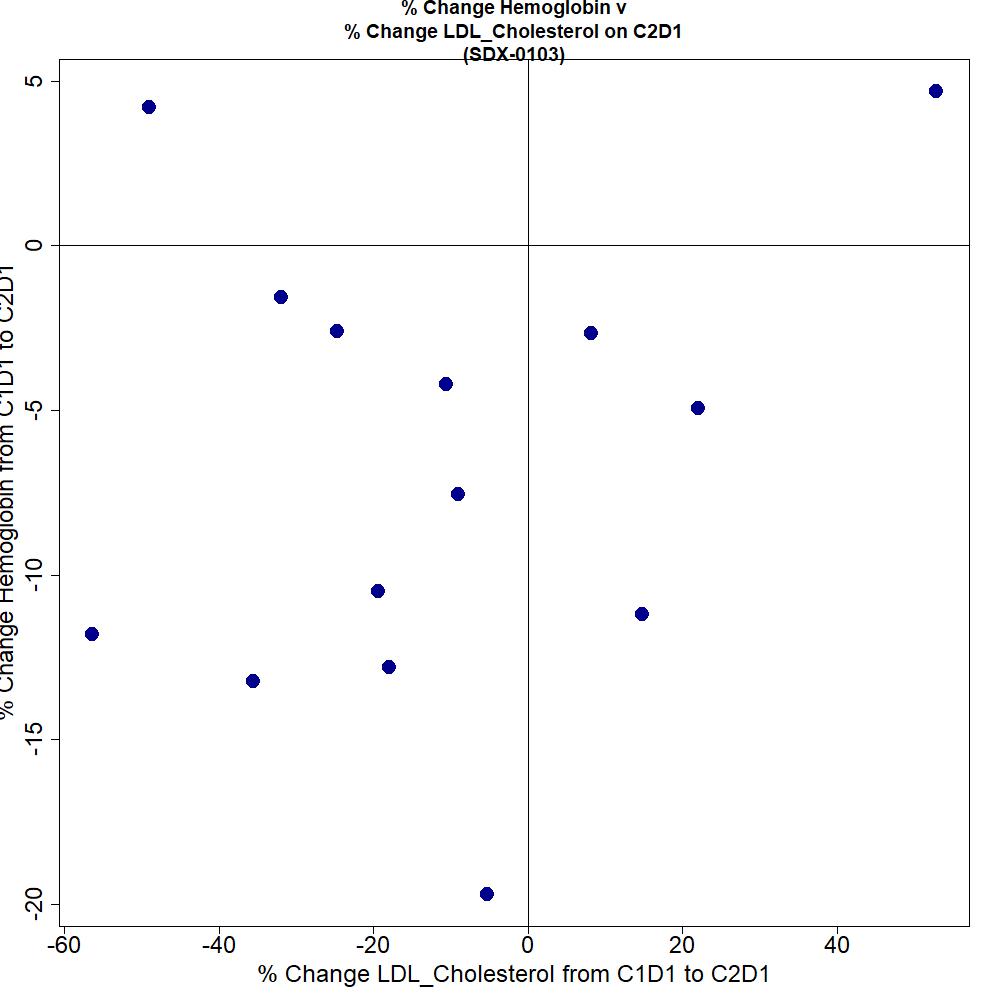 % Change Hemoglobin v
% Change LDL_Cholesterol on C2D1
(SDX-0103)
% Change Hemoglobin from C1D1 to C2D1
5
0
-5
-10
-15
-20
-60
-40
-20
0
20
40
% Change LDL_Cholesterol from C1D1 to C2D1